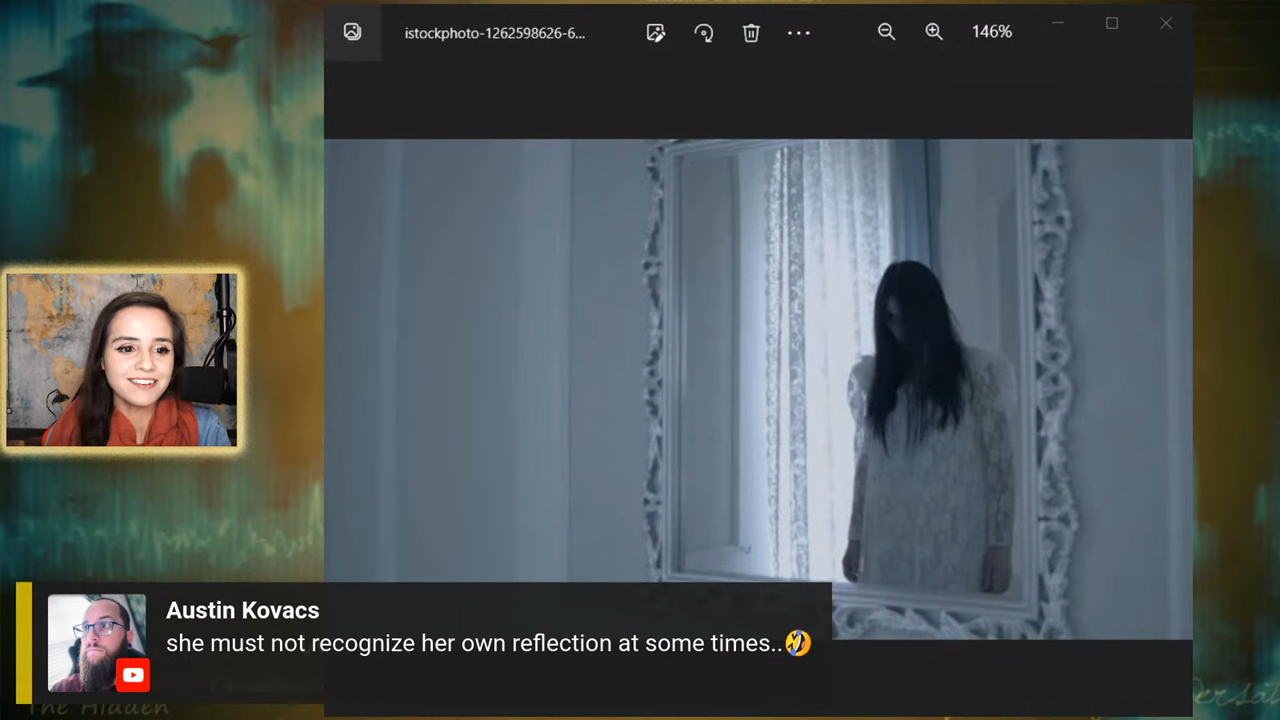 istockphoto-1262598626-6...
146%
Austin Kovacs
she must not recognize her own reflection at some times..🤣
The Hidden